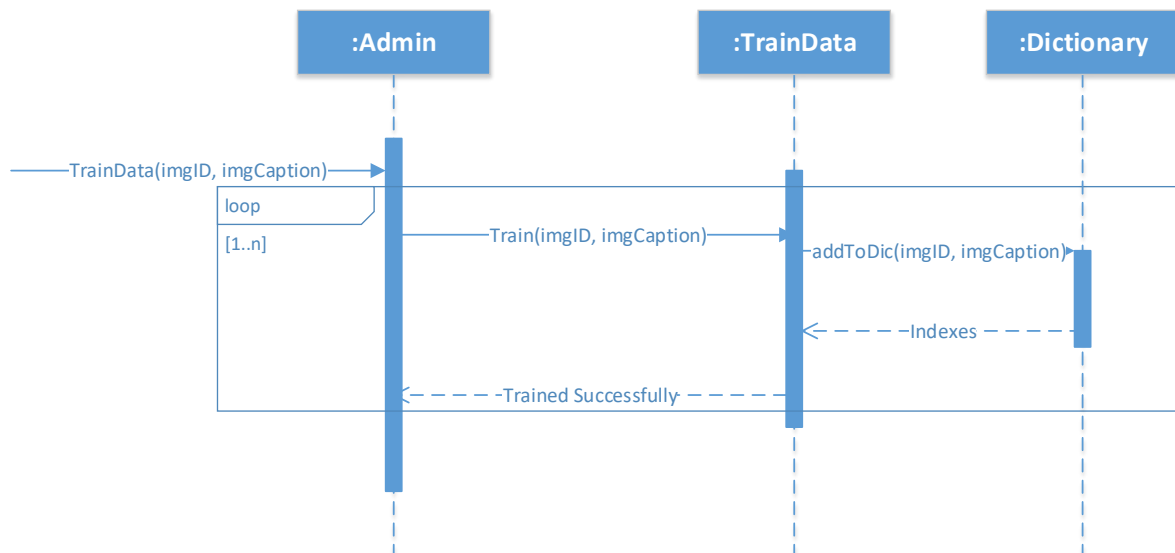 :Admin
:TrainData
:Dictionary
TrainData(imgID, imgCaption)
loop
[1..n]
Train(imgID, imgCaption)
addToDic(imgID, imgCaption)
Indexes
Trained Successfully